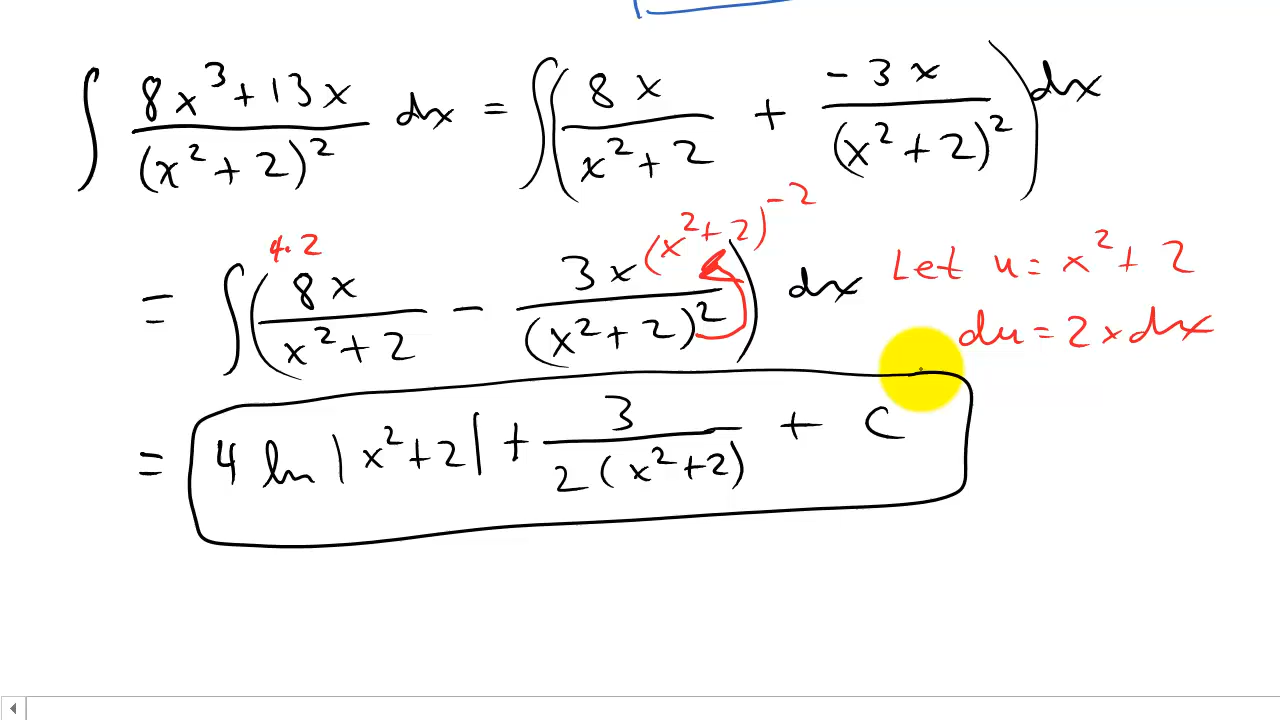 ∫ (8x³ + 13x)/(x² + 2)² dx = ∫(8x/(x² + 2) + (-3x)/(x² + 2)²) dx
4·2 (x² + 2)⁻²
= ∫(8x/(x² + 2) − 3x/(x² + 2)²) dx Let u = x² + 2
du = 2x dx
= 4 ln |x² + 2| + 3/(2(x² + 2)) + C